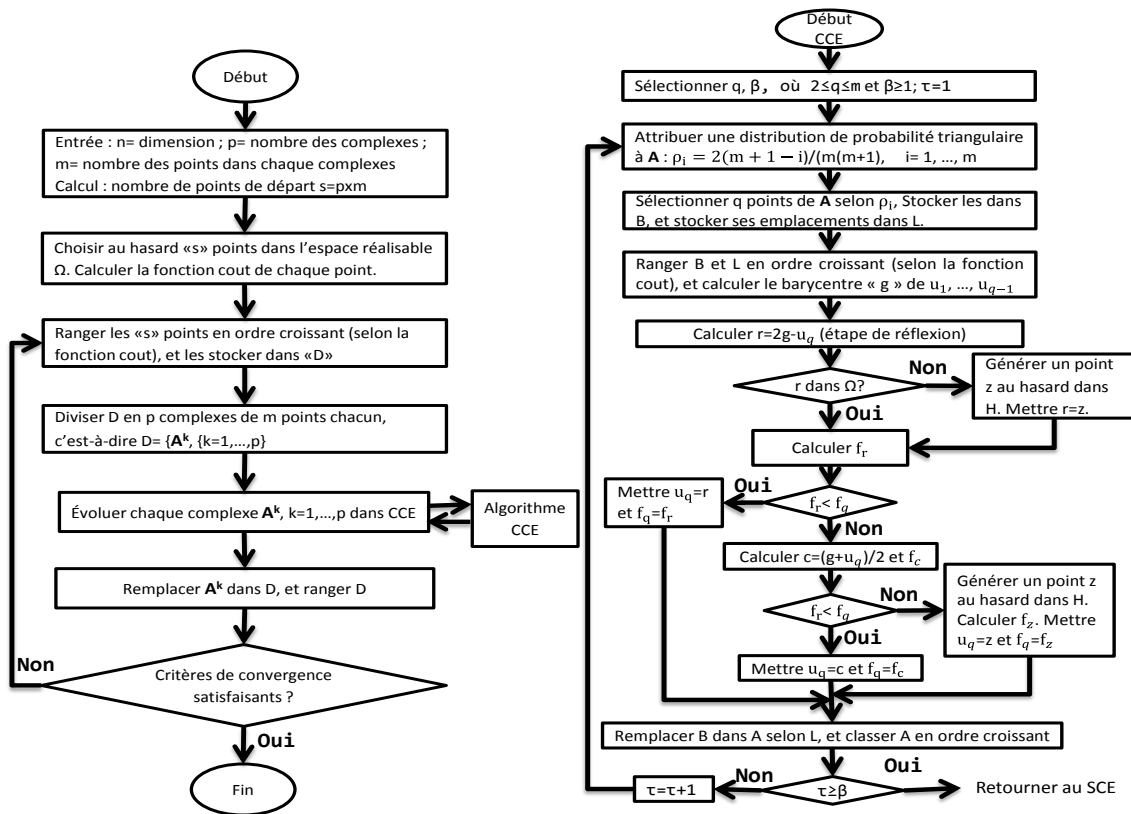 Début
Entrée : n= dimension ; p= nombre des complexes ;
m= nombre des points dans chaque complexes
Calcul : nombre de points de départ s=pxm
Choisir au hasard «s» points dans l'espace réalisable
Ω. Calculer la fonction cout de chaque point.
Ranger les «s» points en ordre croissant (selon la
fonction cout), et les stocker dans «D»
Diviser D en p complexes de m points chacun,
c'est-à-dire D= {Aᵏ, {k=1,…,p}
Évoluer chaque complexe Aᵏ, k=1,…,p dans CCE
Algorithme
CCE
Remplacer Aᵏ dans D, et ranger D
Non
Critères de convergence
satisfaisants ?
Oui
Fin
Début
CCE
Sélectionner q, β, où 2≤q≤m et β≥1; τ=1
Attribuer une distribution de probabilité triangulaire
à A : ρᵢ = 2(m + 1 − i)/(m(m+1), i= 1, …, m
Sélectionner q points de A selon ρᵢ, Stocker les dans
B, et stocker ses emplacements dans L.
Ranger B et L en ordre croissant (selon la fonction
cout), et calculer le barycentre « g » de u₁, …, u_{q−1}
Calculer r=2g-u_q (étape de réflexion)
r dans Ω?
Non
Générer un point
z au hasard dans
H. Mettre r=z.
Oui
Calculer f_r
f_r< f_q
Oui
Mettre u_q=r
et f_q=f_r
Non
Calculer c=(g+u_q)/2 et f_c
f_r< f_q
Non
Générer un point z
au hasard dans H.
Calculer f_z. Mettre
u_q=z et f_q=f_z
Oui
Mettre u_q=c et f_q=f_c
Remplacer B dans A selon L, et classer A en ordre croissant
τ≥β
Non
τ=τ+1
Oui
Retourner au SCE